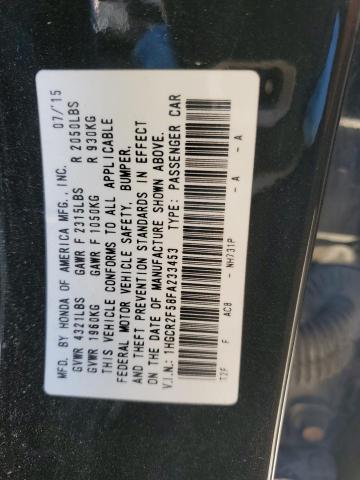 MFD. BY HONDA OF AMERICA MFG., INC. 07/'15
GVWR 4321LBS GAWR F 2315LBS R 2050LBS
GVWR 1960KG GAWR F 1050KG R 930KG
THIS VEHICLE CONFORMS TO ALL APPLICABLE
FEDERAL MOTOR VEHICLE SAFETY, BUMPER,
AND THEFT PREVENTION STANDARDS IN EFFECT
ON THE DATE OF MANUFACTURE SHOWN ABOVE.
V.I.N.: 1HGCR2F58FA233453 TYPE: PASSENGER CAR
T2F F AC8 NH731P - A - A